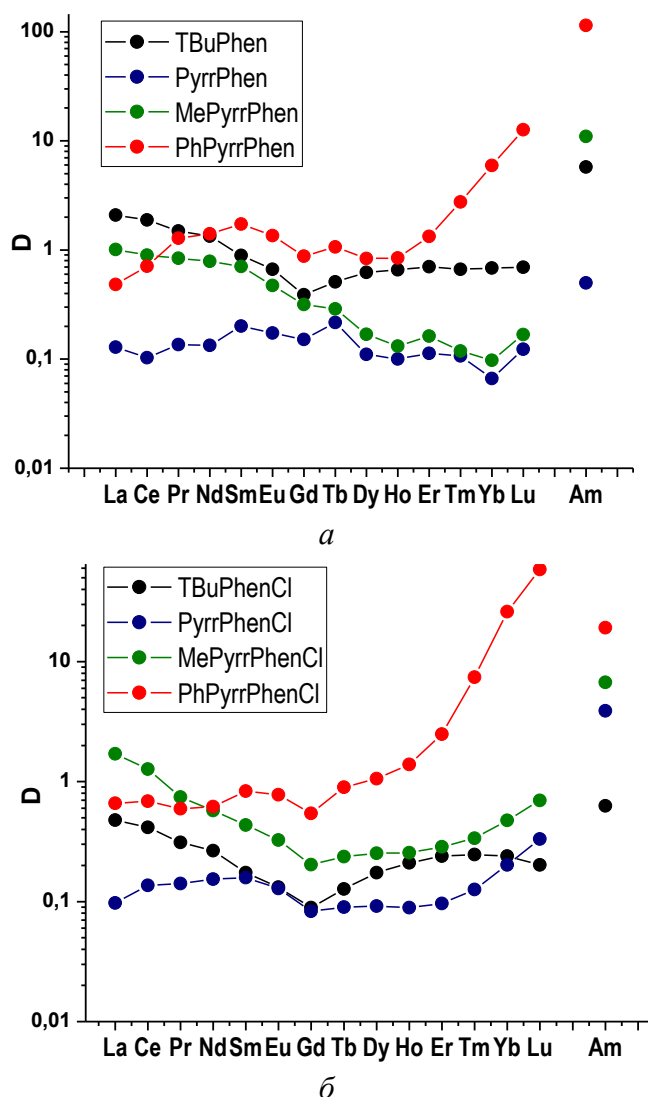 100
10
1
0,1
0,01
D
TBuPhen
PyrrPhen
MePyrrPhen
PhPyrrPhen
La Ce Pr Nd Sm Eu Gd Tb Dy Ho Er Tm Yb Lu Am
а
10
1
0,1
0,01
D
TBuPhenCl
PyrrPhenCl
MePyrrPhenCl
PhPyrrPhenCl
La Ce Pr Nd Sm Eu Gd Tb Dy Ho Er Tm Yb Lu Am
б